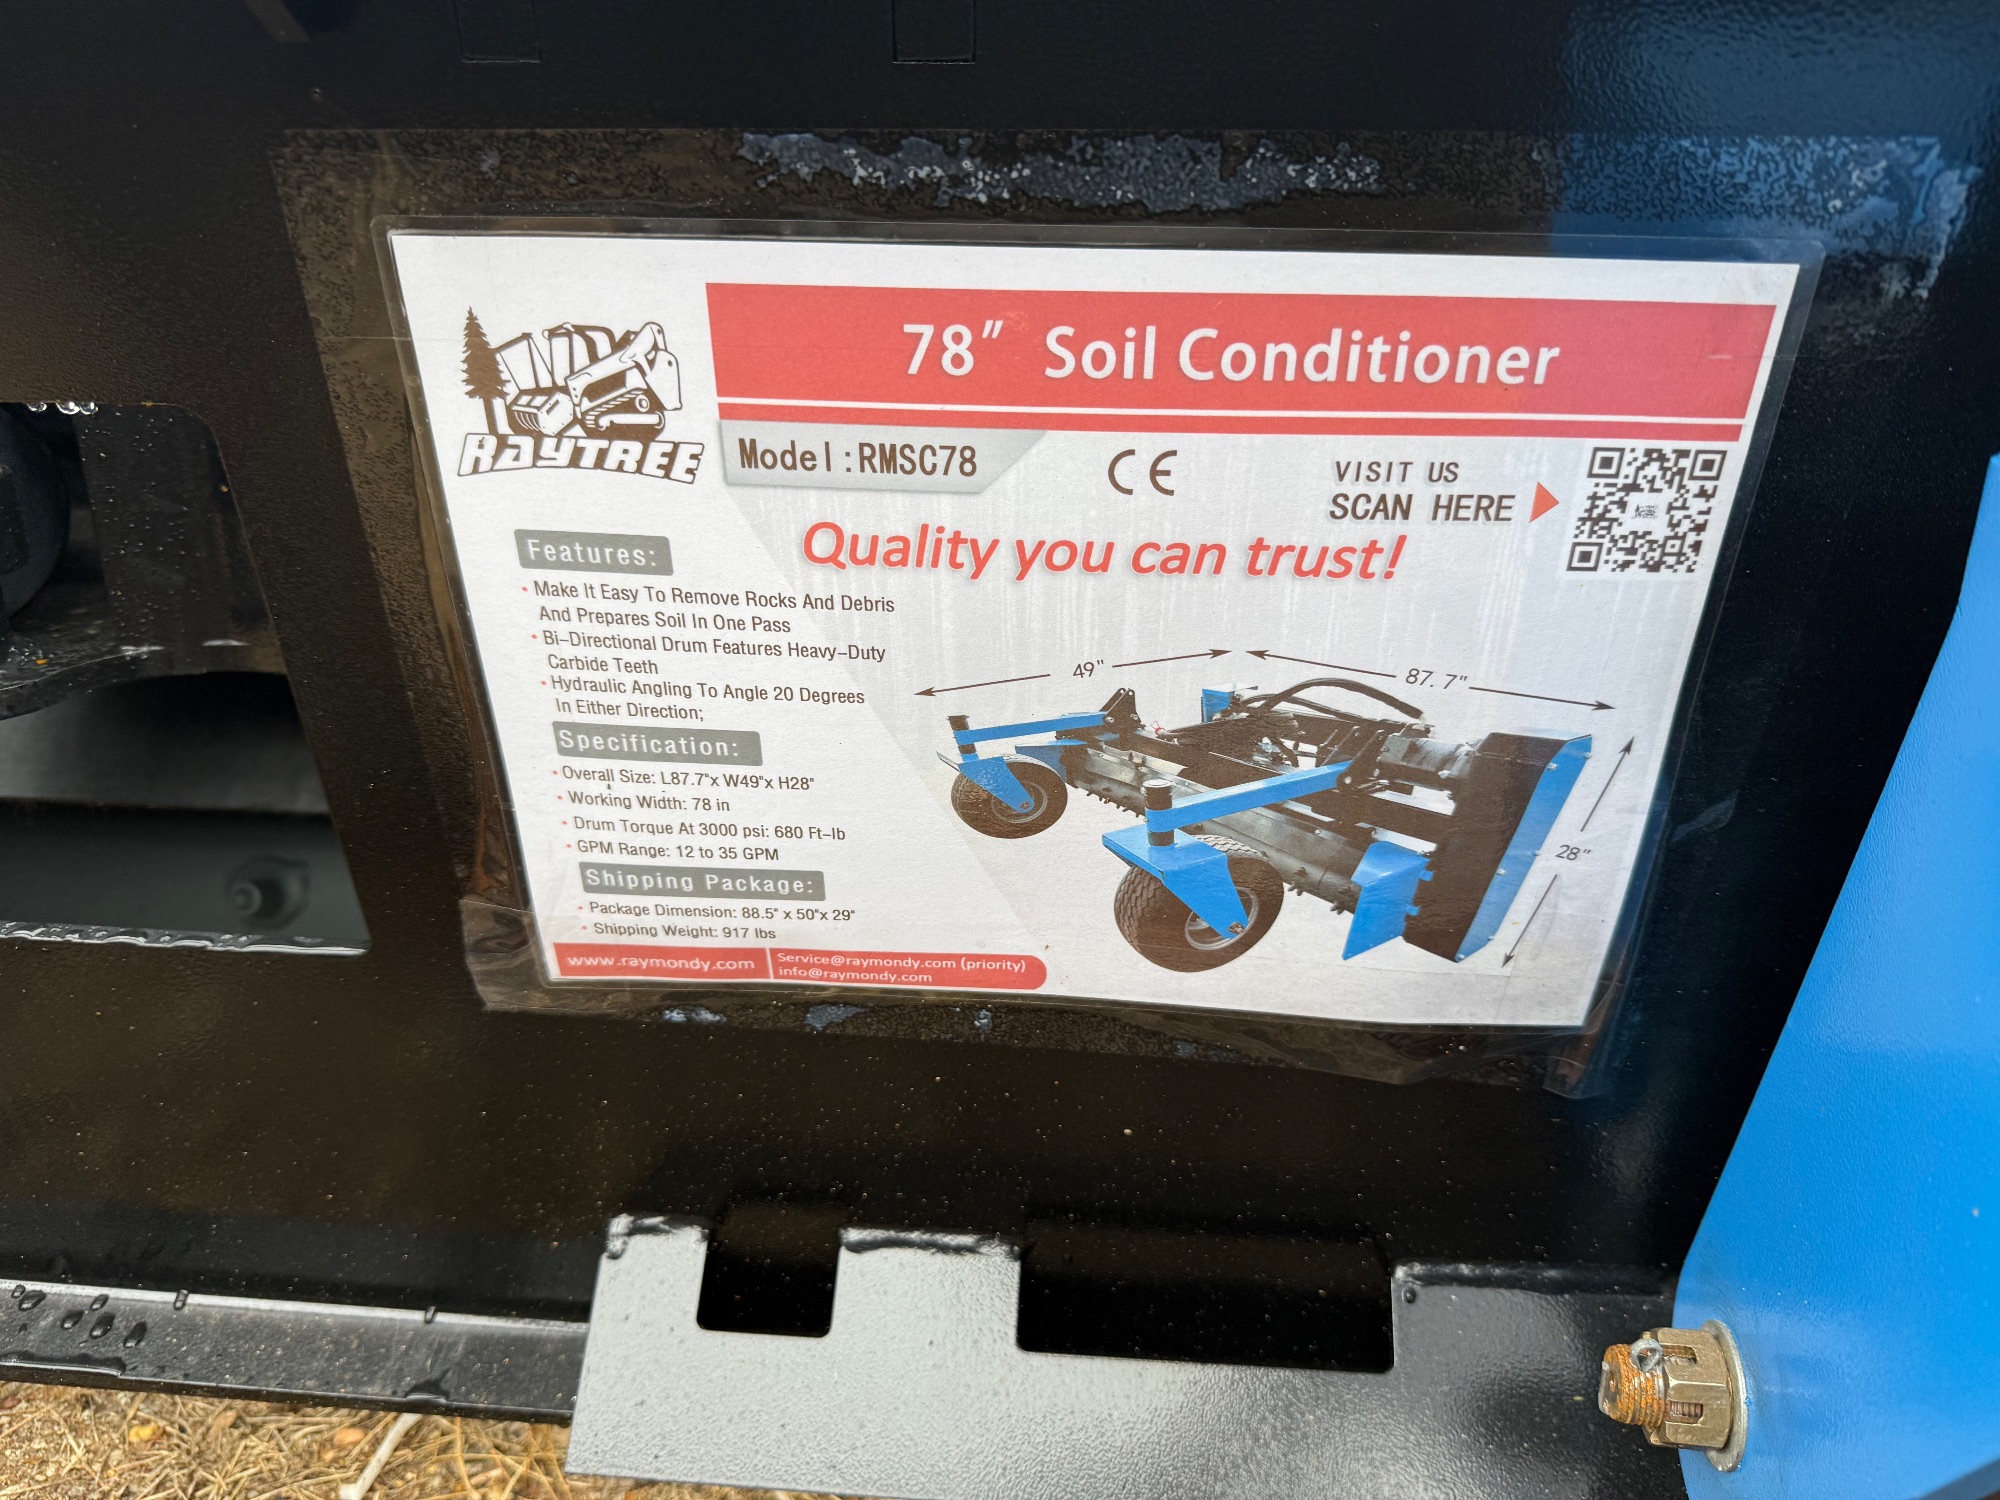 RAYTREE
78" Soil Conditioner
Model:RMSC78
CE
VISIT US
SCAN HERE
Quality you can trust!
Features:
• Make It Easy To Remove Rocks And Debris
And Prepares Soil In One Pass
• Bi-Directional Drum Features Heavy-Duty
Carbide Teeth
• Hydraulic Angling To Angle 20 Degrees
In Either Direction;
Specification:
• Overall Size: L87.7"x W49"x H28"
• Working Width: 78 in
• Drum Torque At 3000 psi: 680 Ft-lb
• GPM Range: 12 to 35 GPM
Shipping Package:
• Package Dimension: 88.5" x 50"x 29"
• Shipping Weight: 917 lbs
www.raymondy.com
Service@raymondy.com (priority)
info@raymondy.com
49"
87.7"
28"